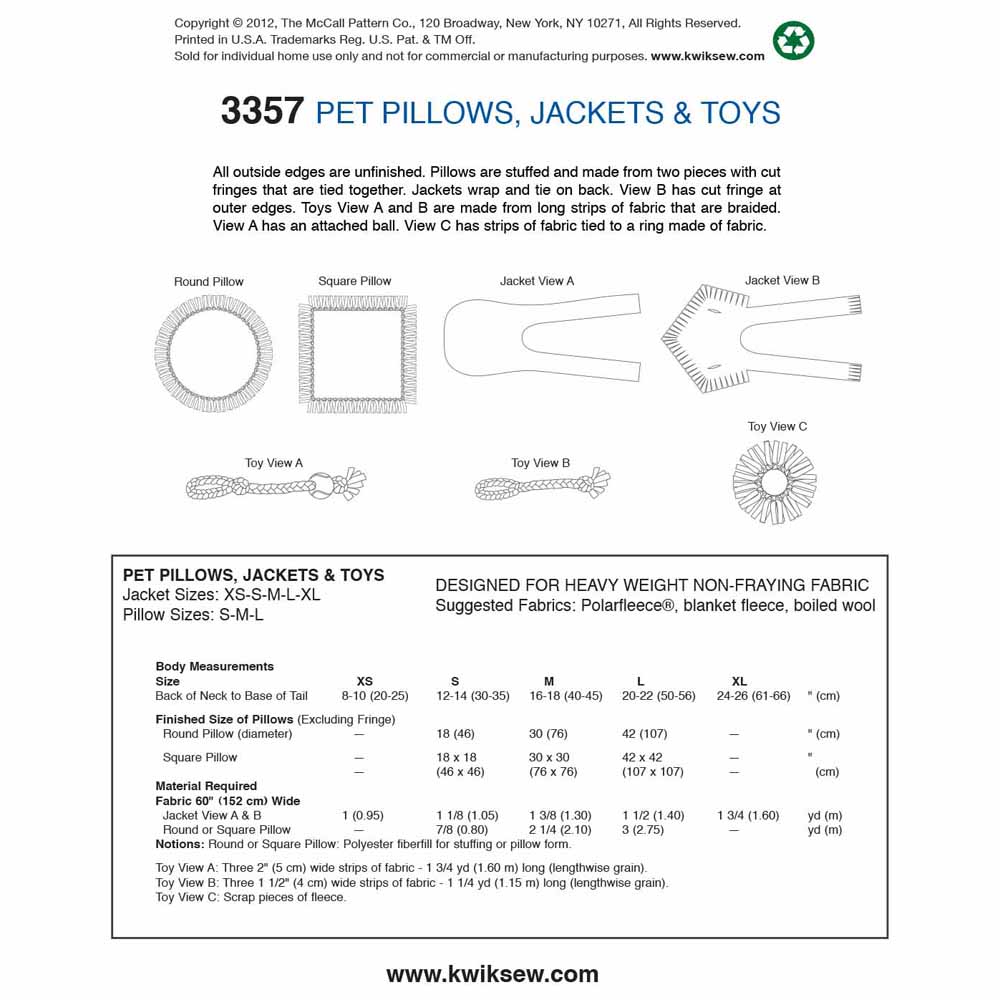 Copyright © 2012, The McCall Pattern Co., 120 Broadway, New York, NY 10271, All Rights Reserved.
Printed in U.S.A. Trademarks Reg. U.S. Pat. & TM Off.
Sold for individual home use only and not for commercial or manufacturing purposes. www.kwiksew.com
3357 PET PILLOWS, JACKETS & TOYS
All outside edges are unfinished. Pillows are stuffed and made from two pieces with cut
fringes that are tied together. Jackets wrap and tie on back. View B has cut fringe at
outer edges. Toys View A and B are made from long strips of fabric that are braided.
View A has an attached ball. View C has strips of fabric tied to a ring made of fabric.
Round Pillow
Square Pillow
Jacket View A
Jacket View B
Toy View A
Toy View B
Toy View C
PET PILLOWS, JACKETS & TOYS
Jacket Sizes: XS-S-M-L-XL
Pillow Sizes: S-M-L
DESIGNED FOR HEAVY WEIGHT NON-FRAYING FABRIC
Suggested Fabrics: Polarfleece®, blanket fleece, boiled wool
Body Measurements
Size XS S M L XL
Back of Neck to Base of Tail 8-10 (20-25) 12-14 (30-35) 16-18 (40-45) 20-22 (50-56) 24-26 (61-66) " (cm)
Finished Size of Pillows (Excluding Fringe)
Round Pillow (diameter) — 18 (46) 30 (76) 42 (107) — " (cm)
Square Pillow — 18 x 18 30 x 30 42 x 42 — "
— (46 x 46) (76 x 76) (107 x 107) — (cm)
Material Required
Fabric 60" (152 cm) Wide
Jacket View A & B 1 (0.95) 1 1/8 (1.05) 1 3/8 (1.30) 1 1/2 (1.40) 1 3/4 (1.60) yd (m)
Round or Square Pillow — 7/8 (0.80) 2 1/4 (2.10) 3 (2.75) — yd (m)
Notions: Round or Square Pillow: Polyester fiberfill for stuffing or pillow form.
Toy View A: Three 2" (5 cm) wide strips of fabric - 1 3/4 yd (1.60 m) long (lengthwise grain).
Toy View B: Three 1 1/2" (4 cm) wide strips of fabric - 1 1/4 yd (1.15 m) long (lengthwise grain).
Toy View C: Scrap pieces of fleece.
www.kwiksew.com